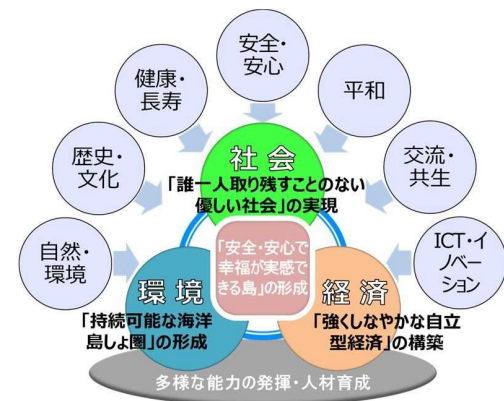 安全・
安心
健康・
長寿
平和
歴史・
文化
交流・
共生
自然・
環境
ICT・イ
ノベー
ション
社 会
「誰一人取り残すことのない
優しい社会」の実現
「安全・安心で
幸福が実感で
きる島」の形成
環 境
「持続可能な海洋
島しょ圏」の形成
経 済
「強くしなやかな自立
型経済」の構築
多様な能力の発揮・人材育成